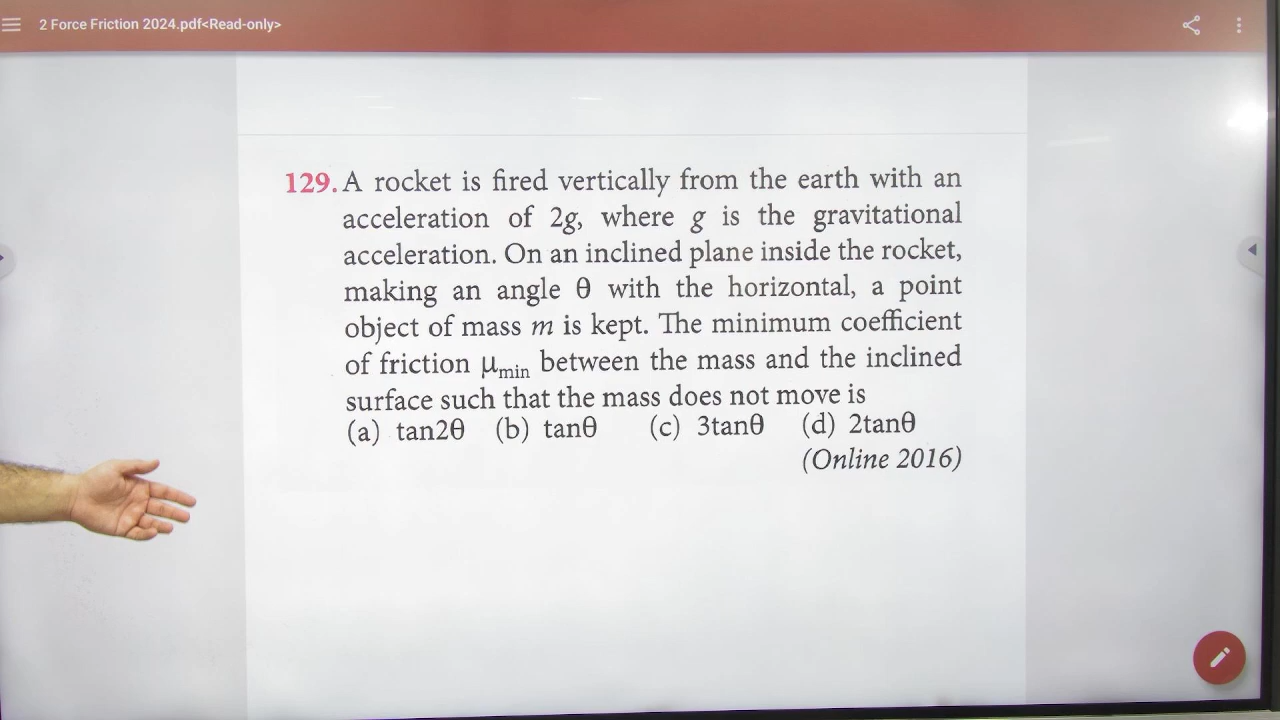 2 Force Friction 2024.pdf<Read-only>
129. A rocket is fired vertically from the earth with an
acceleration of 2g, where g is the gravitational
acceleration. On an inclined plane inside the rocket,
making an angle θ with the horizontal, a point
object of mass m is kept. The minimum coefficient
of friction μmin between the mass and the inclined
surface such that the mass does not move is
(a) tan2θ (b) tanθ (c) 3tanθ (d) 2tanθ
(Online 2016)